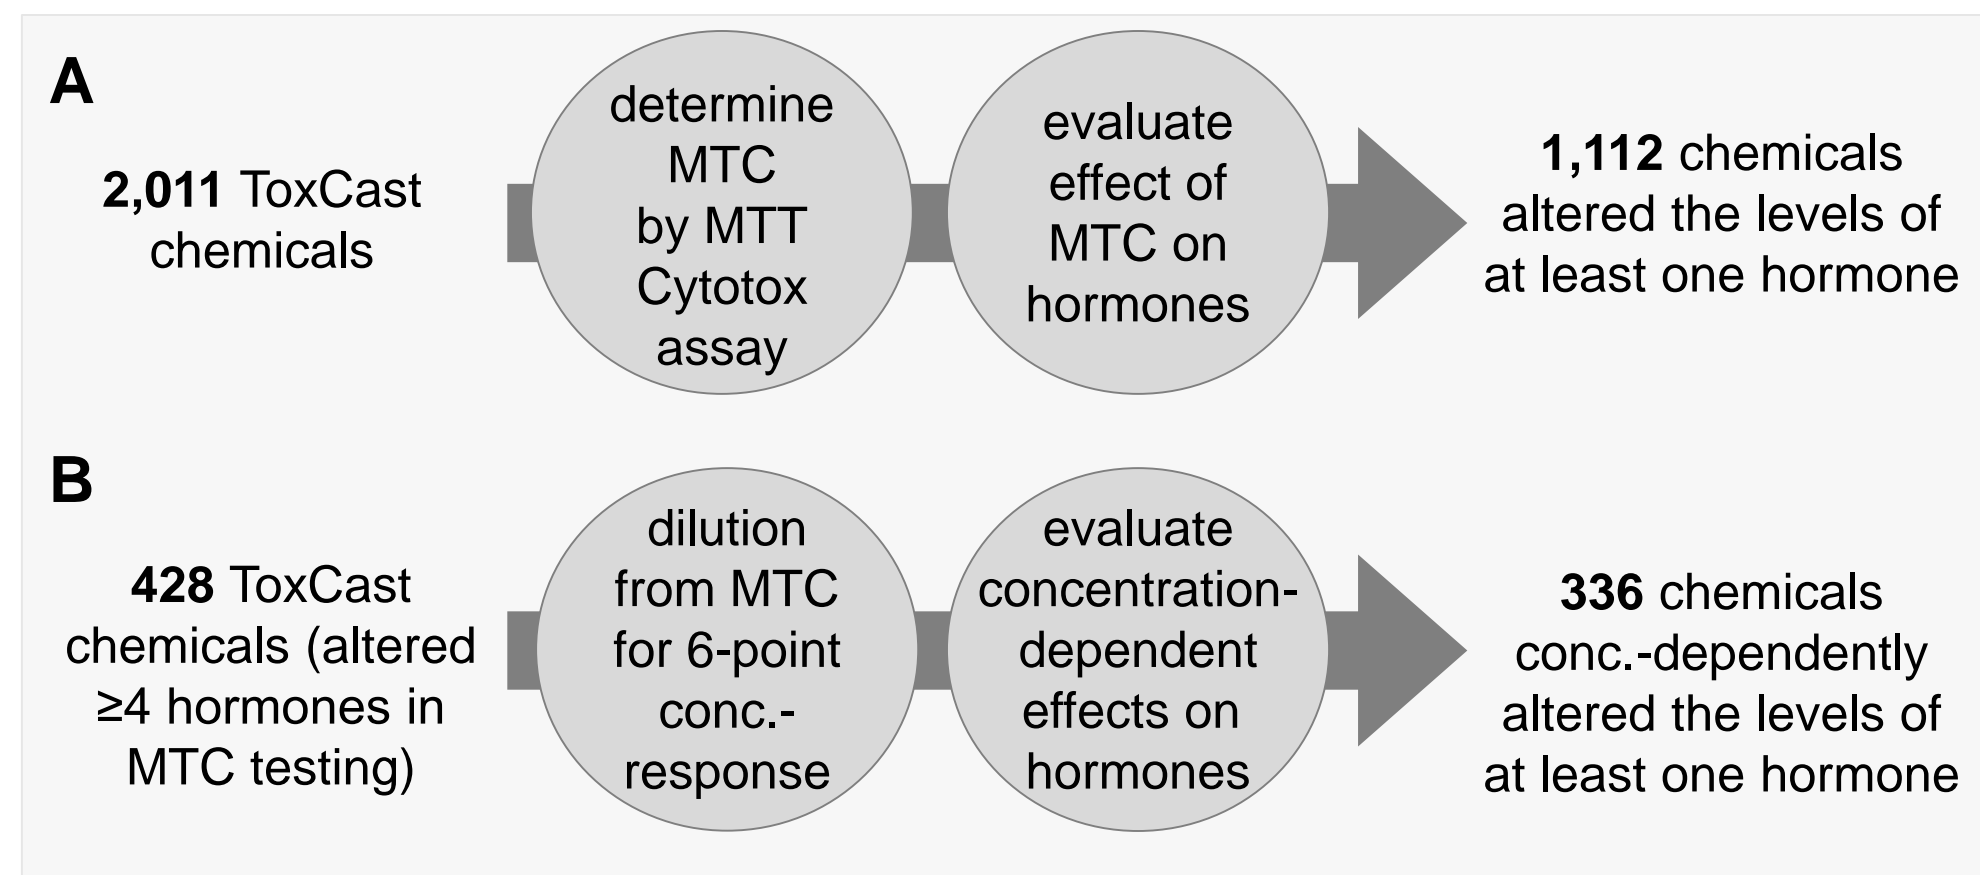 A
2,011 ToxCast
chemicals
determine
MTC
by MTT
Cytotox
assay
evaluate
effect of
MTC on
hormones
1,112 chemicals
altered the levels of
at least one hormone
B
428 ToxCast
chemicals (altered
≥4 hormones in
MTC testing)
dilution
from MTC
for 6-point
conc.-
response
evaluate
concentration-
dependent
effects on
hormones
336 chemicals
conc.-dependently
altered the levels of
at least one hormone